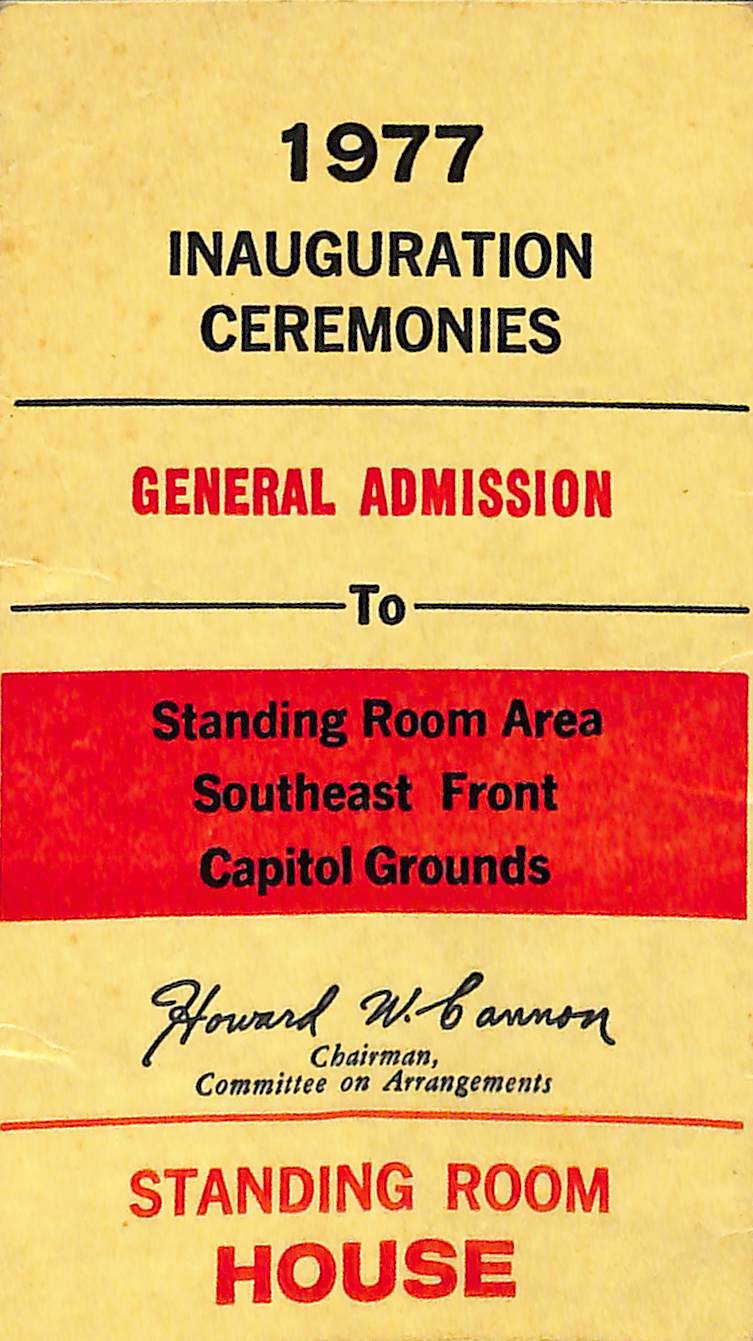 1977
INAUGURATION
CEREMONIES
GENERAL ADMISSION
To
Standing Room Area
Southeast Front
Capitol Grounds
Howard W. Cannon
Chairman,
Committee on Arrangements
STANDING ROOM
HOUSE